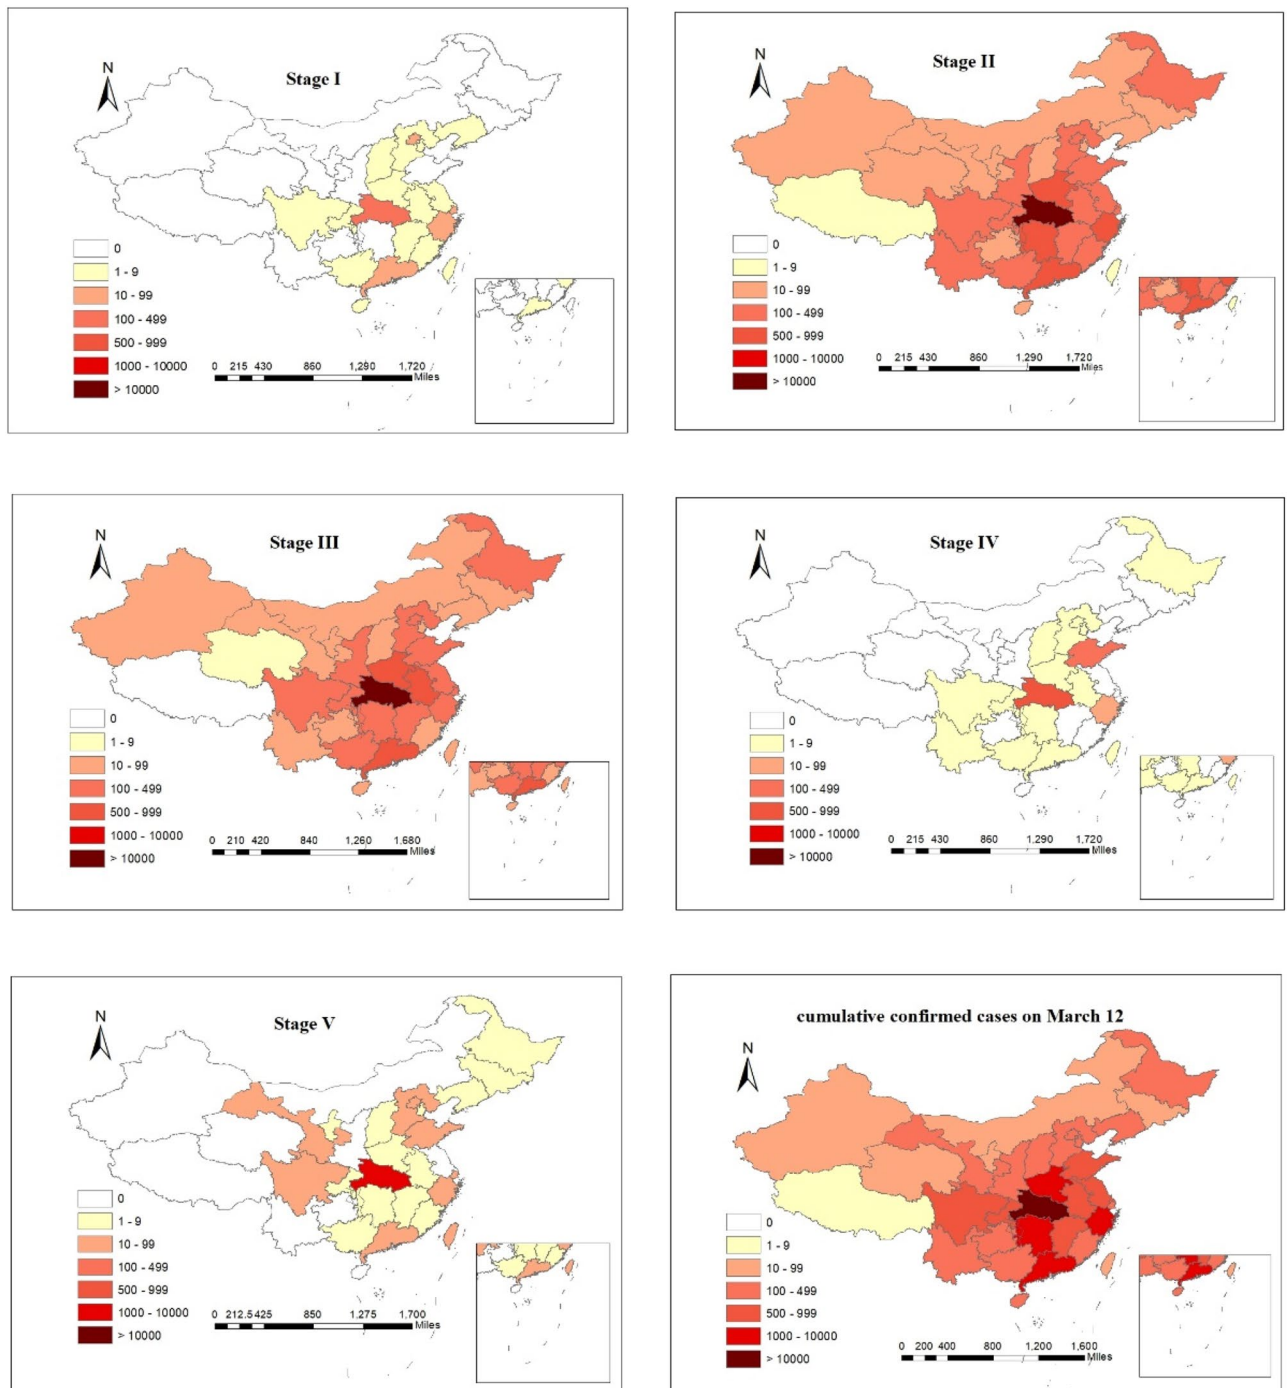 Stage I
N
0
1 - 9
10 - 99
100 - 499
500 - 999
1000 - 10000
> 10000
0 215 430 860 1,290 1,720
Miles
Stage II
N
0
1 - 9
10 - 99
100 - 499
500 - 999
1000 - 10000
> 10000
0 215 430 860 1,290 1,720
Miles
Stage III
N
0
1 - 9
10 - 99
100 - 499
500 - 999
1000 - 10000
> 10000
0 210 420 840 1,260 1,680
Miles
Stage IV
N
0
1 - 9
10 - 99
100 - 499
500 - 999
1000 - 10000
> 10000
0 215 430 860 1,290 1,720
Miles
Stage V
N
0
1 - 9
10 - 99
100 - 499
500 - 999
1000 - 10000
> 10000
0 212.5 425 850 1,275 1,700
Miles
cumulative confirmed cases on March 12
N
0
1 - 9
10 - 99
100 - 499
500 - 999
1000 - 10000
> 10000
0 200 400 800 1,200 1,600
Miles